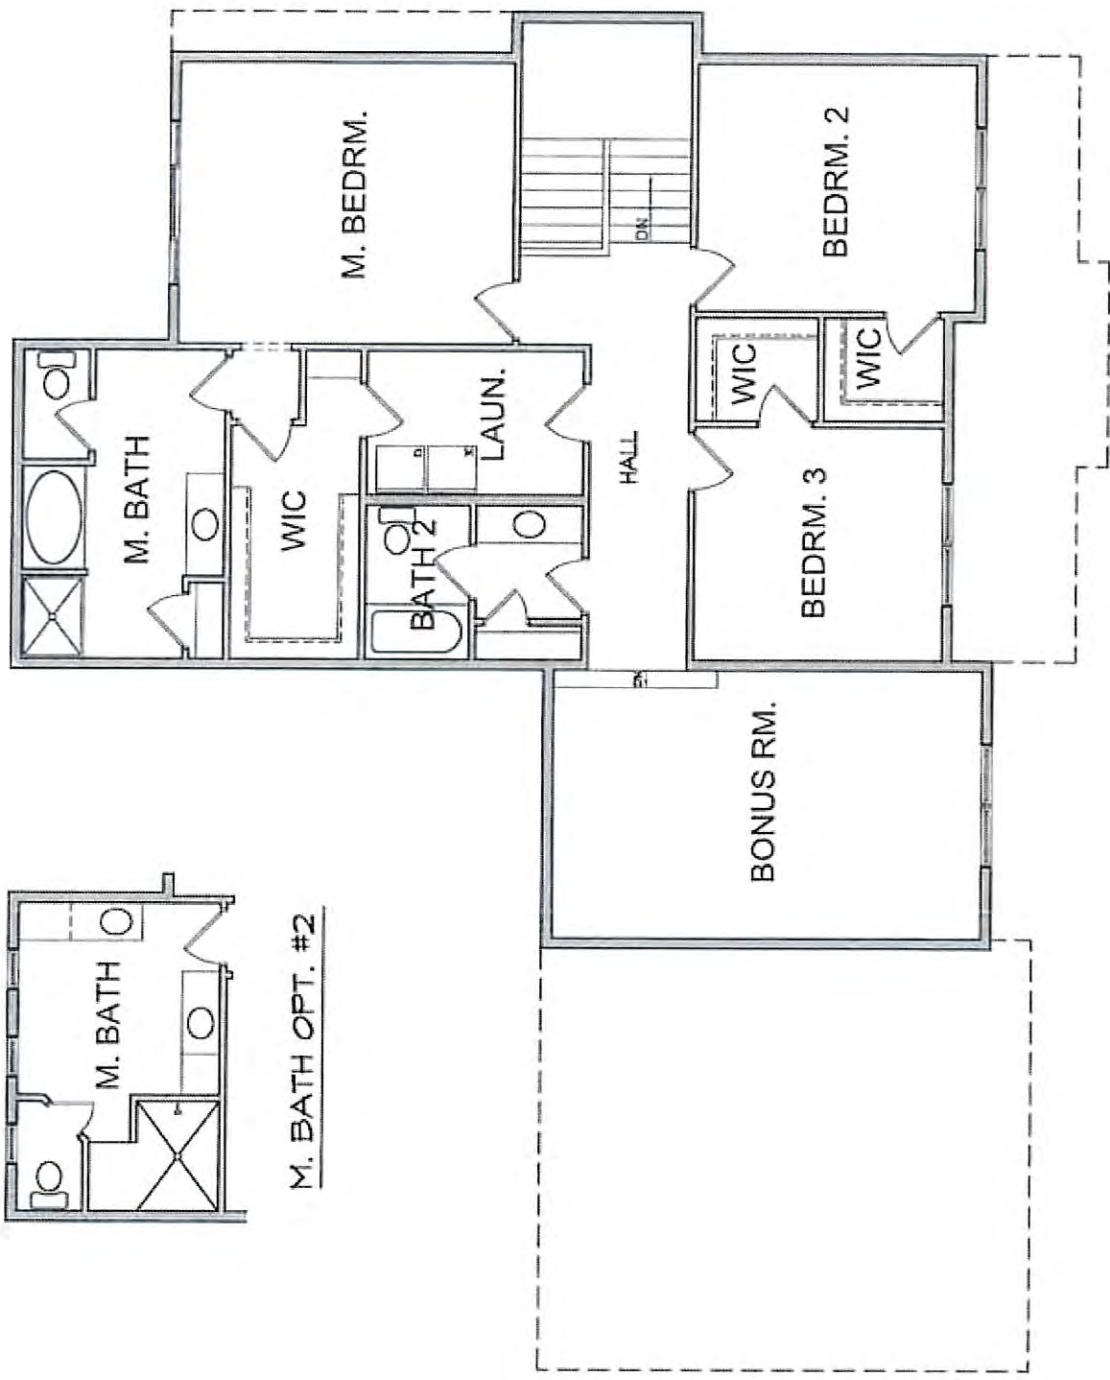 M. BEDRM.
BEDRM. 2
DN
M. BATH
WIC
LAUN.
D
WIC
WIC
HALL
BATH 2
BEDRM. 3
BONUS RM.
M. BATH
M. BATH OPT. #2